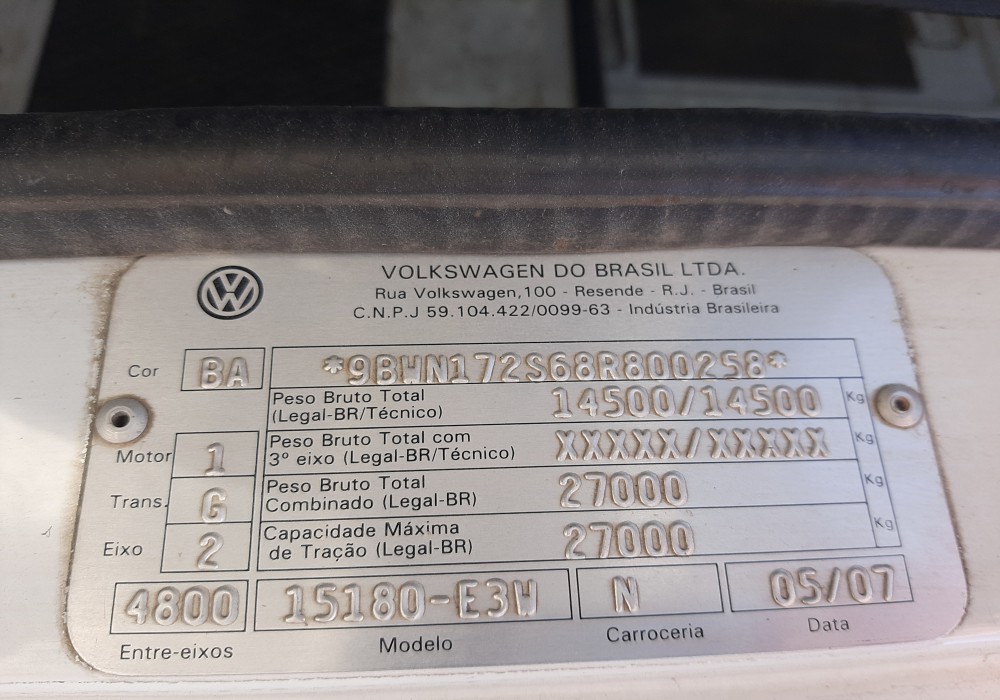 VOLKSWAGEN DO BRASIL LTDA.
Rua Volkswagen,100 - Resende - R.J. - Brasil
C.N.P.J 59.104.422/0099-63 - Indústria Brasileira
Cor BA *9BWN172S68R800258*
Peso Bruto Total
(Legal-BR/Técnico) 14500/14500 Kg
Motor 1 Peso Bruto Total com
3º eixo (Legal-BR/Técnico) XXXXX/XXXXX Kg
Trans. G Peso Bruto Total
Combinado (Legal-BR) 27000 Kg
Eixo 2 Capacidade Máxima
de Tração (Legal-BR) 27000 Kg
4800 15180-E3W N 05/07
Entre-eixos Modelo Carroceria Data